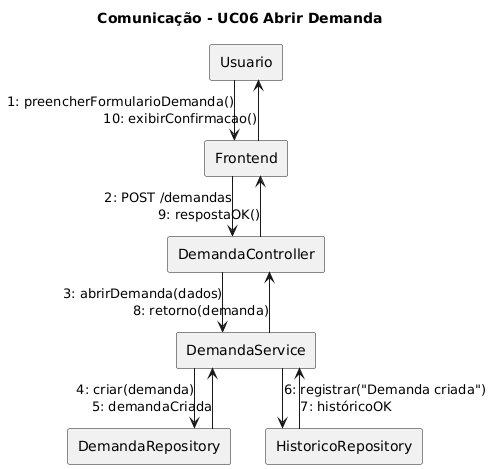 Comunicação - UC06 Abrir Demanda
Usuario
1: preencherFormularioDemanda()
10: exibirConfirmacao()
Frontend
2: POST /demandas
9: respostaOK()
DemandaController
3: abrirDemanda(dados)
8: retorno(demanda)
DemandaService
4: criar(demanda)
5: demandaCriada
6: registrar("Demanda criada")
7: históricoOK
DemandaRepository
HistoricoRepository